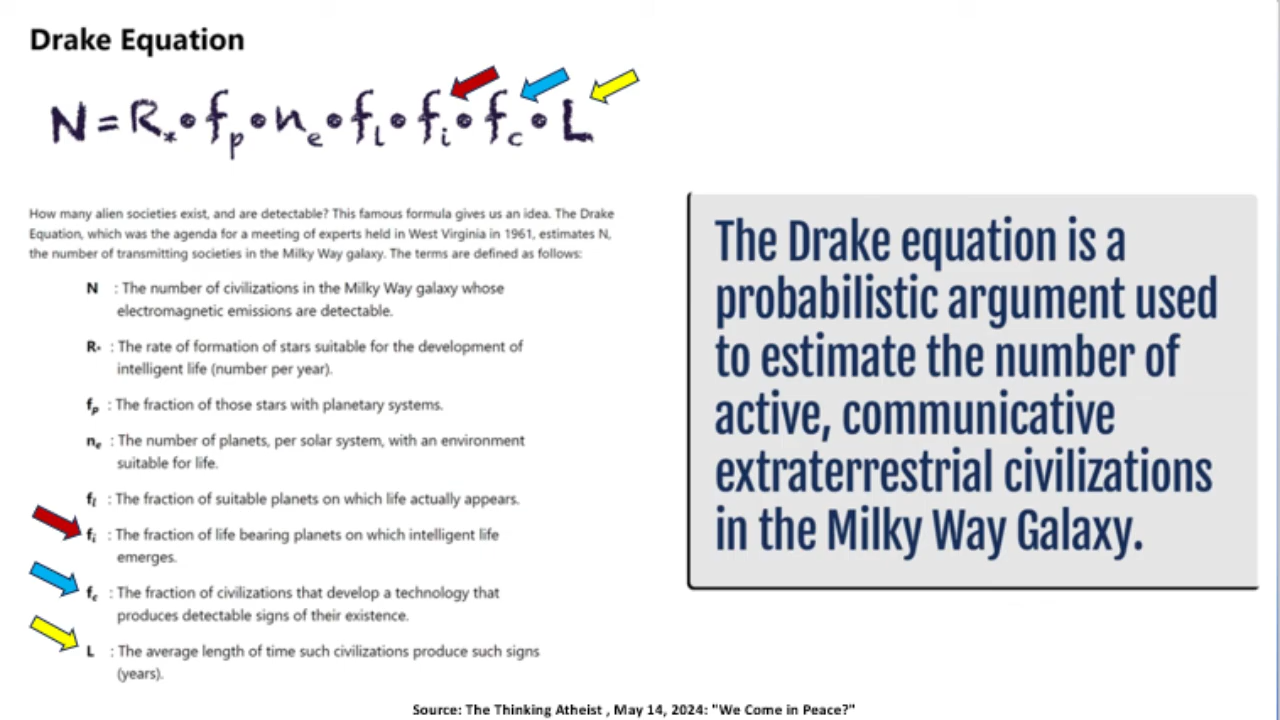 Drake Equation
N = R* • fp • ne • fl • fi • fc • L
How many alien societies exist, and are detectable? This famous formula gives us an idea. The Drake
Equation, which was the agenda for a meeting of experts held in West Virginia in 1961, estimates N,
the number of transmitting societies in the Milky Way galaxy. The terms are defined as follows:
N : The number of civilizations in the Milky Way galaxy whose
electromagnetic emissions are detectable.
R* : The rate of formation of stars suitable for the development of
intelligent life (number per year).
fp : The fraction of those stars with planetary systems.
ne : The number of planets, per solar system, with an environment
suitable for life.
fl : The fraction of suitable planets on which life actually appears.
fi : The fraction of life bearing planets on which intelligent life
emerges.
fc : The fraction of civilizations that develop a technology that
produces detectable signs of their existence.
L : The average length of time such civilizations produce such signs
(years).
The Drake equation is a
probabilistic argument used
to estimate the number of
active, communicative
extraterrestrial civilizations
in the Milky Way Galaxy.
Source: The Thinking Atheist , May 14, 2024: "We Come in Peace?"